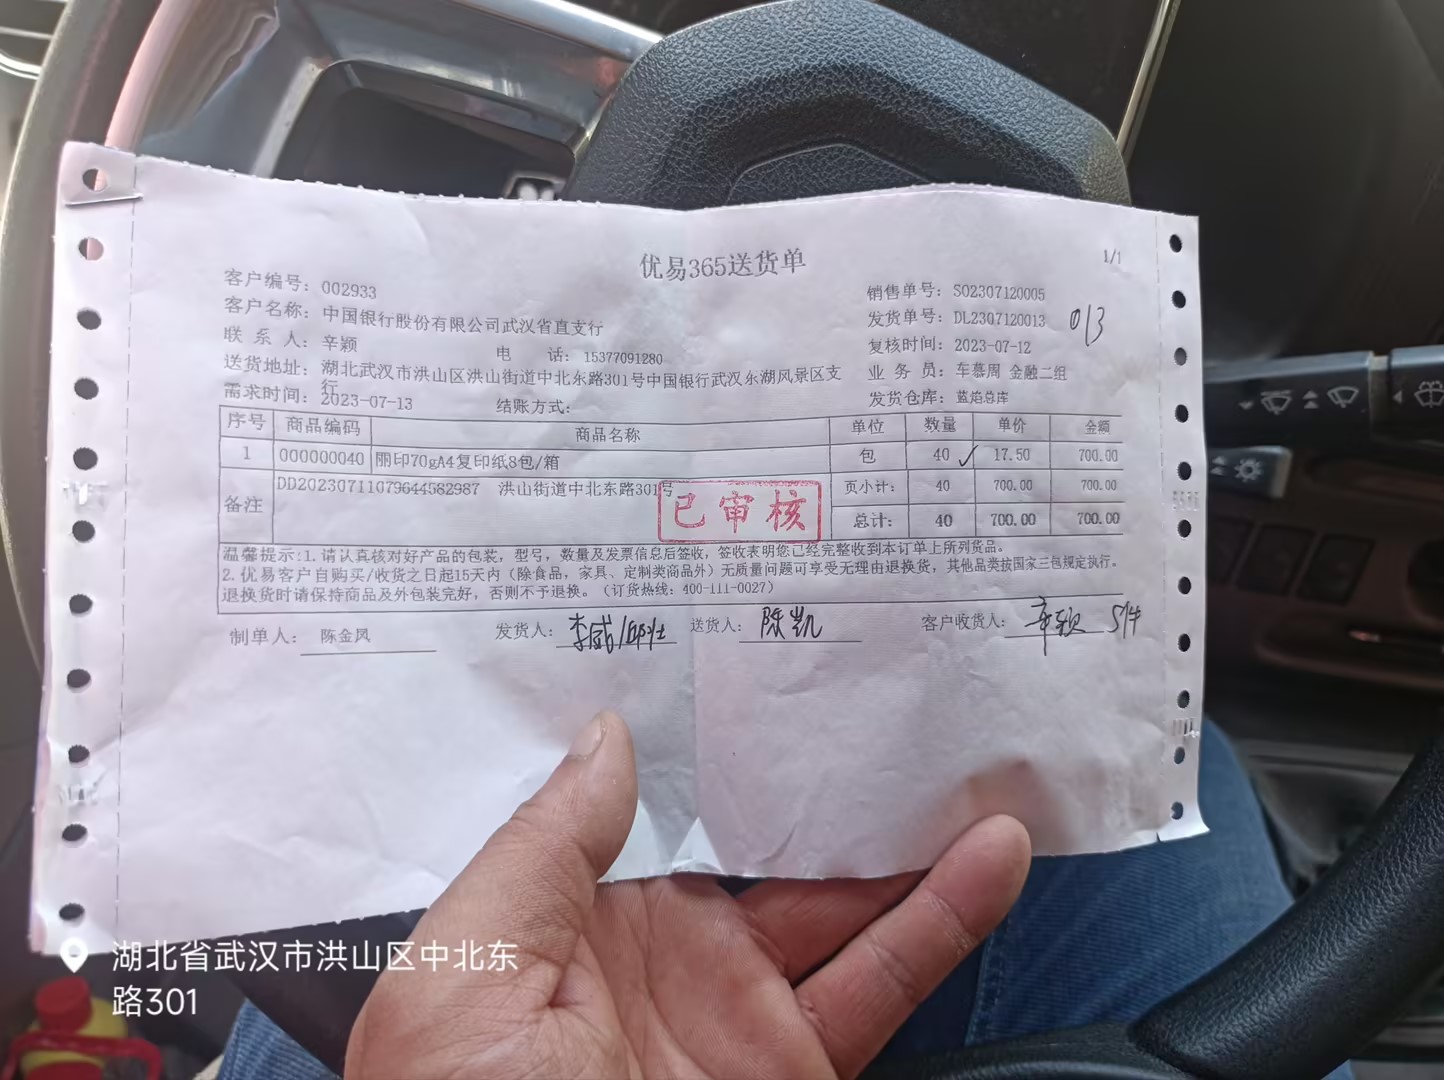 优易365送货单
1/1
客户编号：002933
销售单号：SO2307120005
客户名称：中国银行股份有限公司武汉省直支行
发货单号：DL2307120013
013
联 系 人：辛颖
电 话：15377091280
复核时间：2023-07-12
送货地址：湖北武汉市洪山区洪山街道中北东路301号中国银行武汉东湖风景区支行
业 务 员：车慕周 金融二组
需求时间：2023-07-13
结账方式：
发货仓库：蓝焰总库
序号 商品编码 商品名称 单位 数量 单价 金额
1 000000040 丽印70gA4复印纸8包/箱 包 40 ✓ 17.50 700.00
备注 DD20230711079644582987 洪山街道中北东路301号
页小计： 40 700.00 700.00
已审核
总计： 40 700.00 700.00
温馨提示:1.请认真核对好产品的包装，型号，数量及发票信息后签收，签收表明您已经完整收到本订单上所列货品。
2.优易客户自购买/收货之日起15天内（除食品，家具、定制类商品外）无质量问题可享受无理由退换货，其他品类按国家三包规定执行。
退换货时请保持商品及外包装完好，否则不予退换。（订货热线：400-111-0027）
制单人： 陈金凤
发货人： 李威/
送货人： 陈凯
客户收货人： 辛颖 5件
湖北省武汉市洪山区中北东
路301